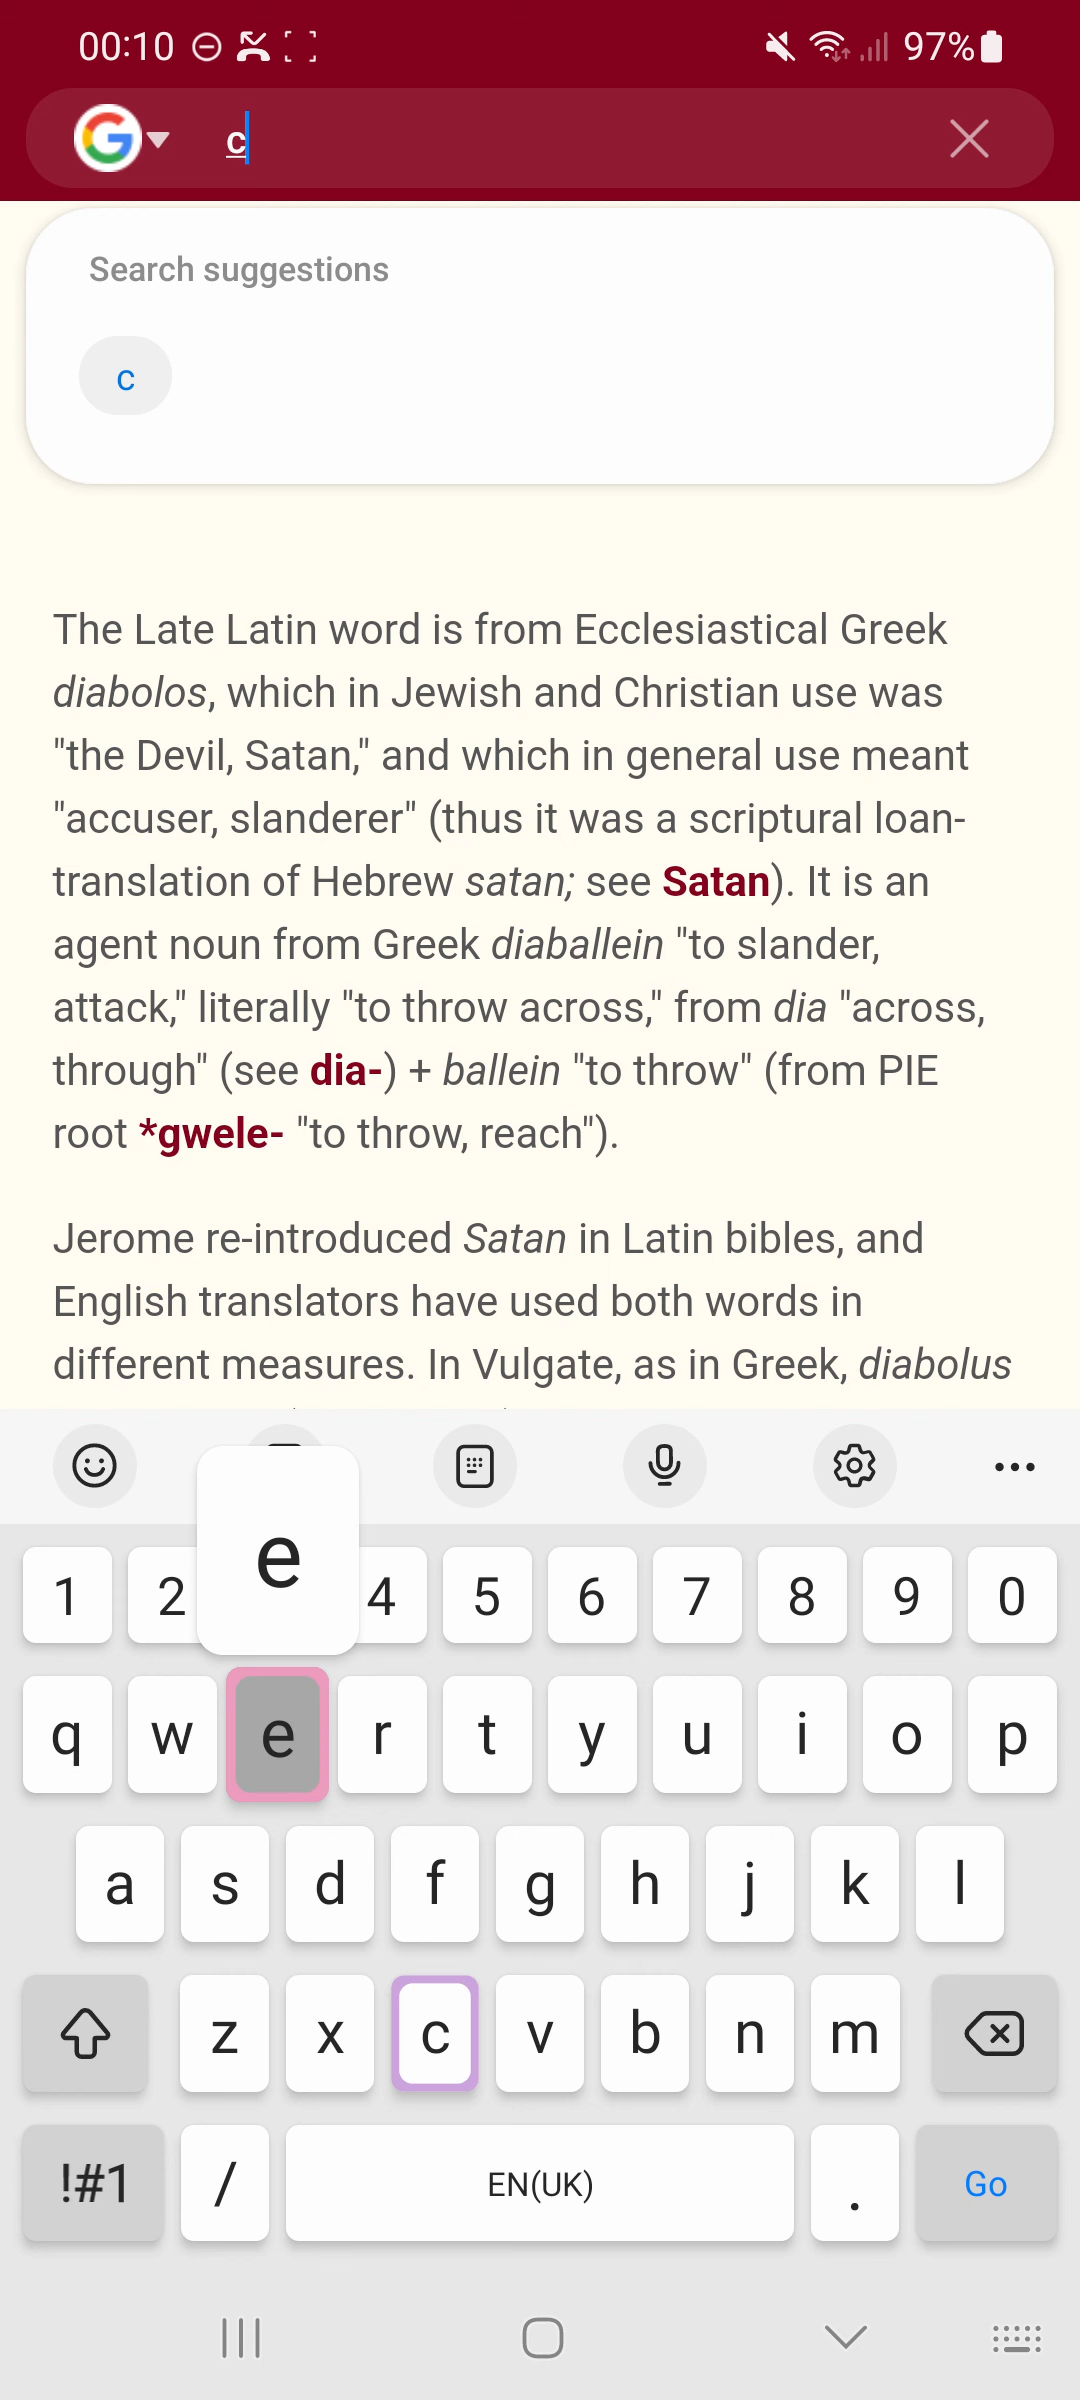 00:10 97%
c
Search suggestions
c
The Late Latin word is from Ecclesiastical Greek
diabolos, which in Jewish and Christian use was
"the Devil, Satan," and which in general use meant
"accuser, slanderer" (thus it was a scriptural loan-
translation of Hebrew satan; see Satan). It is an
agent noun from Greek diaballein "to slander,
attack," literally "to throw across," from dia "across,
through" (see dia-) + ballein "to throw" (from PIE
root *gwele- "to throw, reach").
Jerome re-introduced Satan in Latin bibles, and
English translators have used both words in
different measures. In Vulgate, as in Greek, diabolus
e
1 2 4 5 6 7 8 9 0
q w e r t y u i o p
a s d f g h j k l
z x c v b n m
!#1 / EN(UK) . Go